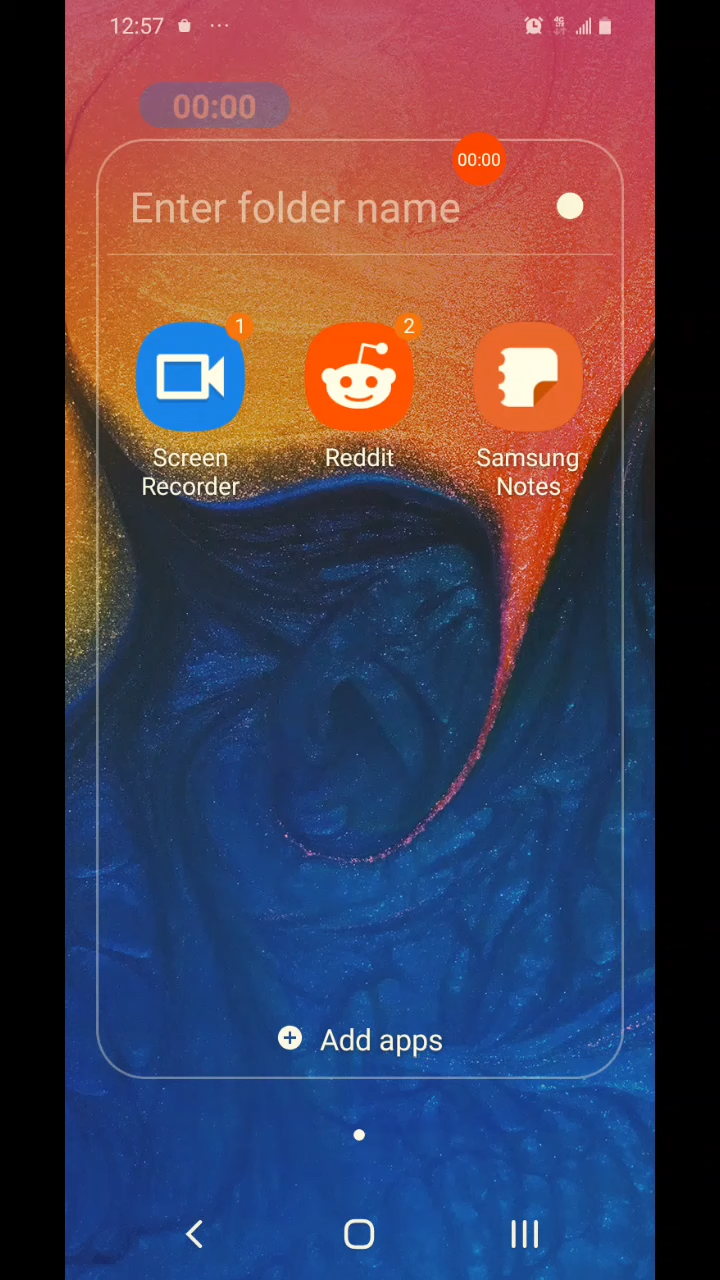 12:57
00:00
00:00
Enter folder name
1
2
Screen
Recorder
Reddit
Samsung
Notes
Add apps